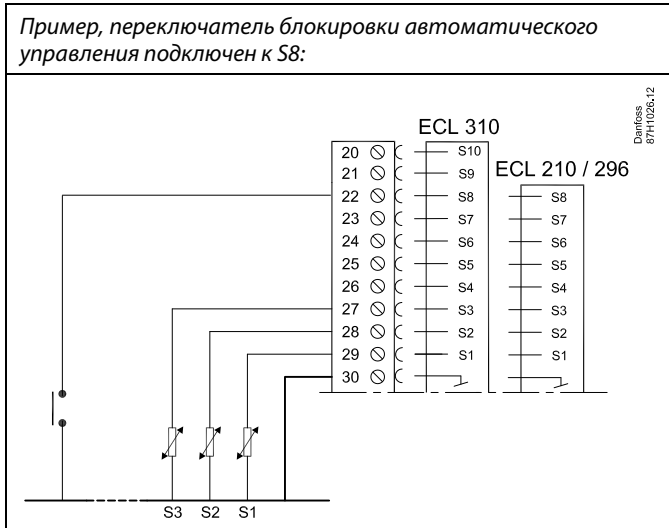 Пример, переключатель блокировки автоматического
управления подключен к S8:
Danfoss
87H1026.12
ECL 310
ECL 210 / 296
20 S10
21 S9
22 S8 S8
23 S7 S7
24 S6 S6
25 S5 S5
26 S4 S4
27 S3 S3
28 S2 S2
29 S1 S1
30
S3 S2 S1